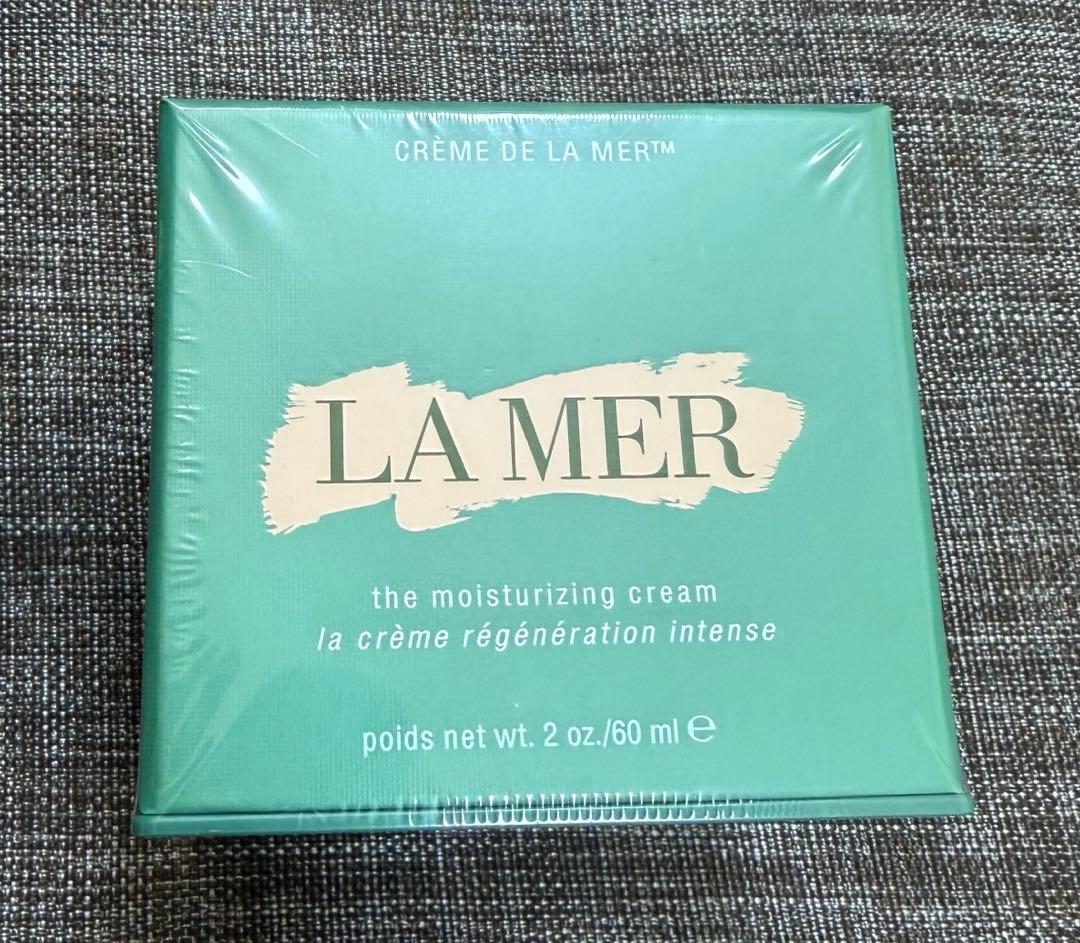 CRÈME DE LA MER™
LA MER
the moisturizing cream
la crème régénération intense
poids net wt. 2 oz./60 ml ℮